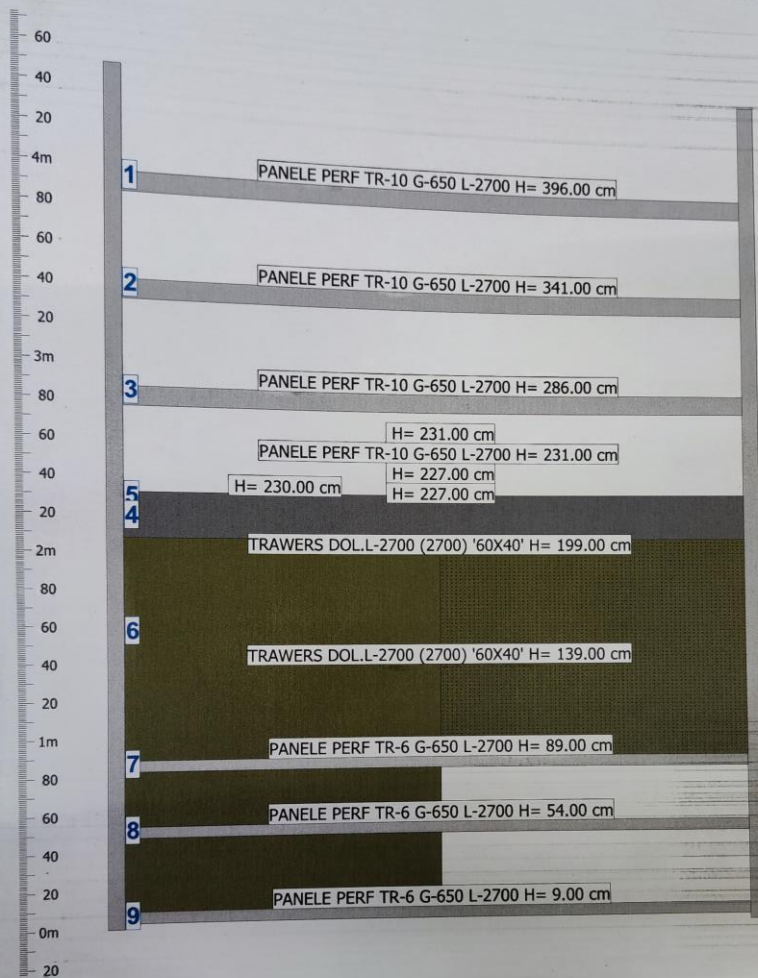 60
40
20
4m
1 PANELE PERF TR-10 G-650 L-2700 H= 396.00 cm
80
60
2 PANELE PERF TR-10 G-650 L-2700 H= 341.00 cm
40
20
3m
3 PANELE PERF TR-10 G-650 L-2700 H= 286.00 cm
80
60
H= 231.00 cm
PANELE PERF TR-10 G-650 L-2700 H= 231.00 cm
40
H= 227.00 cm
5 H= 230.00 cm
H= 227.00 cm
20
4
2m
TRAWERS DOL.L-2700 (2700) '60X40' H= 199.00 cm
80
60
6
TRAWERS DOL.L-2700 (2700) '60X40' H= 139.00 cm
40
20
1m
PANELE PERF TR-6 G-650 L-2700 H= 89.00 cm
7
80
PANELE PERF TR-6 G-650 L-2700 H= 54.00 cm
60
8
40
20
PANELE PERF TR-6 G-650 L-2700 H= 9.00 cm
9
0m
20